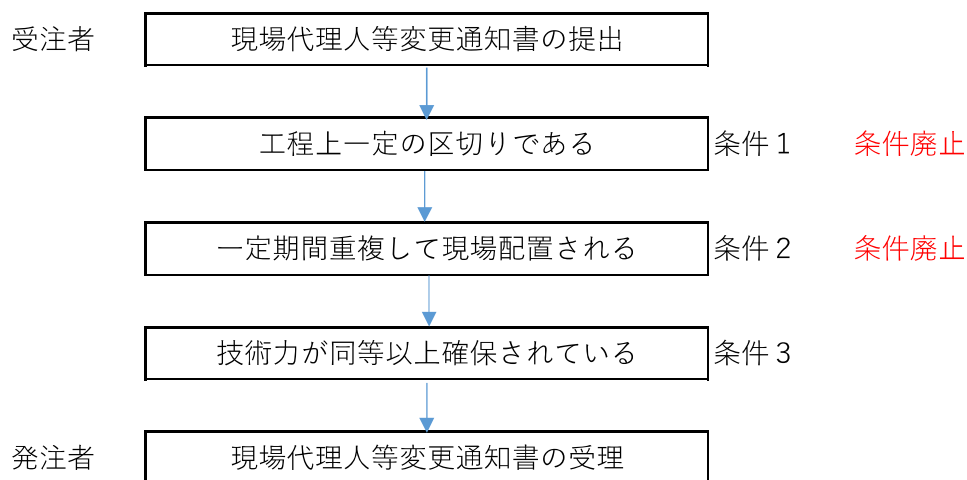 受注者 現場代理人等変更通知書の提出
工程上一定の区切りである 条件1 条件廃止
一定期間重複して現場配置される 条件2 条件廃止
技術力が同等以上確保されている 条件3
発注者 現場代理人等変更通知書の受理